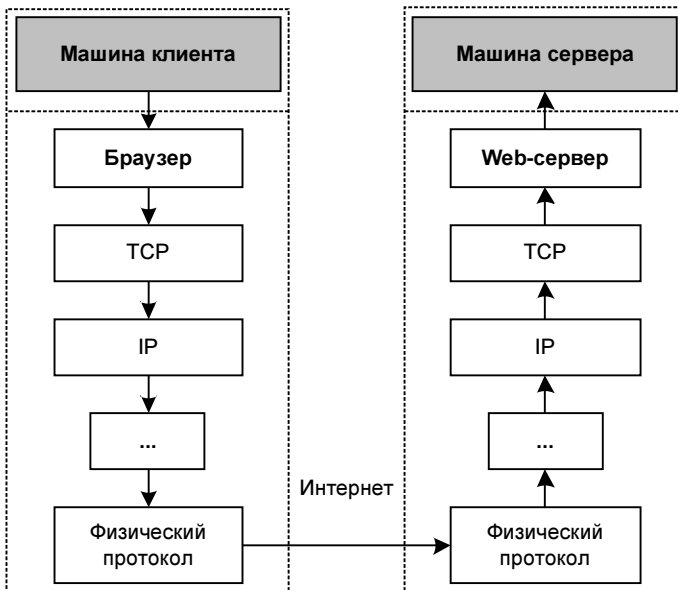 Машина клиента
Браузер
TCP
IP
...
Физический
протокол
Интернет
Машина сервера
Web-сервер
TCP
IP
...
Физический
протокол